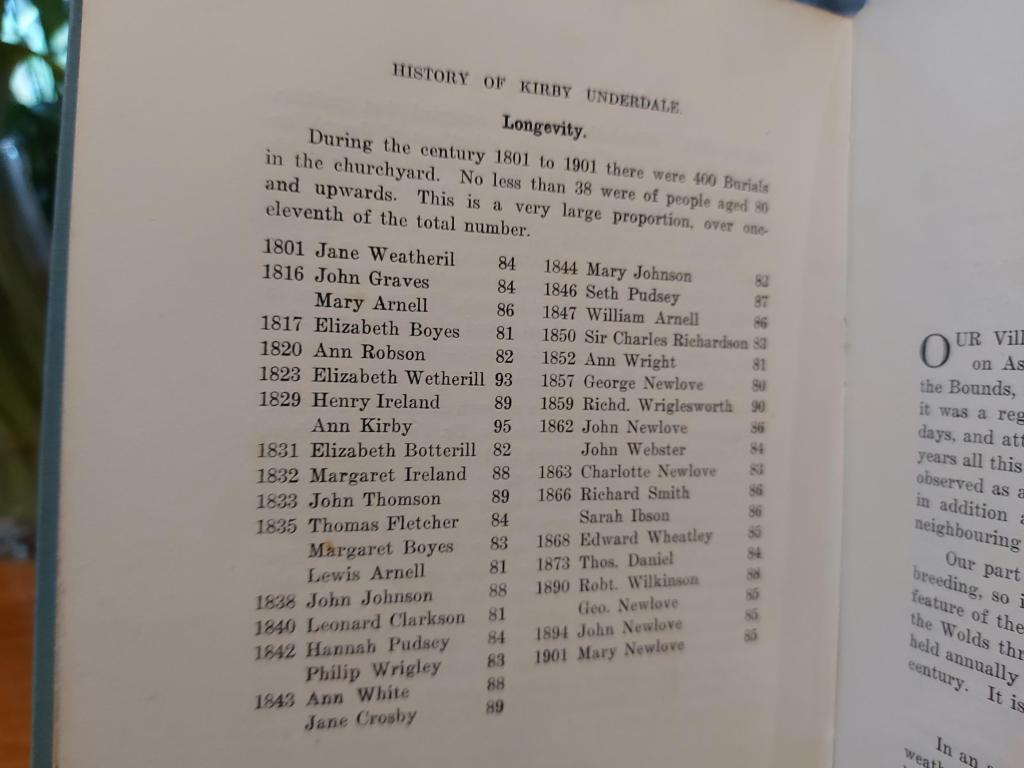 HISTORY OF KIRBY UNDERDALE.
Longevity.
During the century 1801 to 1901 there were 400 Burials
in the churchyard. No less than 38 were of people aged 80
and upwards. This is a very large proportion, over one-
eleventh of the total number.
1801 Jane Weatheril 84
1816 John Graves 84
Mary Arnell 86
1817 Elizabeth Boyes 81
1820 Ann Robson 82
1823 Elizabeth Wetherill 93
1829 Henry Ireland 89
Ann Kirby 95
1831 Elizabeth Botterill 82
1832 Margaret Ireland 88
1833 John Thomson 89
1835 Thomas Fletcher 84
Margaret Boyes 83
Lewis Arnell 81
1838 John Johnson 88
1840 Leonard Clarkson 81
1842 Hannah Pudsey 84
Philip Wrigley 83
1843 Ann White 88
Jane Crosby 89
1844 Mary Johnson 82
1846 Seth Pudsey 87
1847 William Arnell 86
1850 Sir Charles Richardson 83
1852 Ann Wright 81
1857 George Newlove 80
1859 Richd. Wriglesworth 90
1862 John Newlove 86
John Webster 84
1863 Charlotte Newlove 83
1866 Richard Smith 86
Sarah Ibson 86
1868 Edward Wheatley 85
1873 Thos. Daniel 84
1890 Robt. Wilkinson 88
Geo. Newlove 85
1894 John Newlove 85
1901 Mary Newlove 85
OUR Vill
on As
the Bounds,
it was a reg
days, and att
years all this
observed as a
in addition a
neighbouring
Our part
breeding, so i
feature of the
the Wolds thr
held annually
century. It is
In an
weath